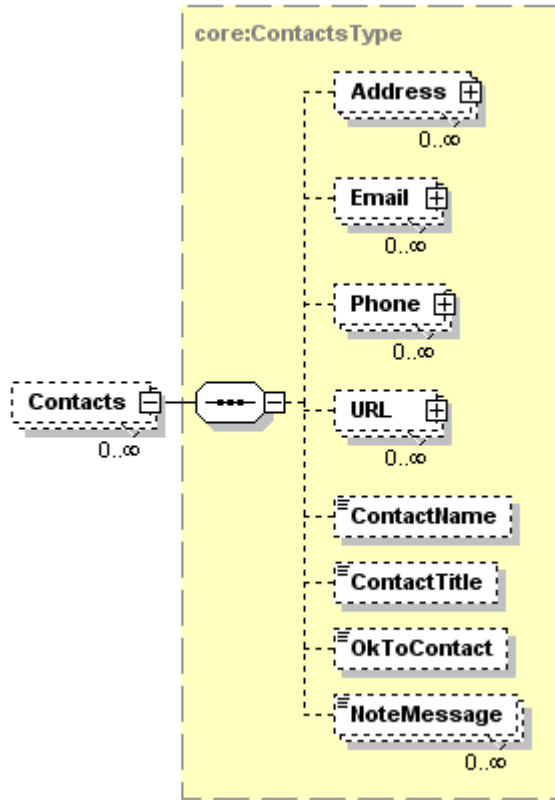 core:ContactsType
Address
0..∞
Email
0..∞
Phone
0..∞
URL
0..∞
Contacts
0..∞
ContactName
ContactTitle
OkToContact
NoteMessage
0..∞